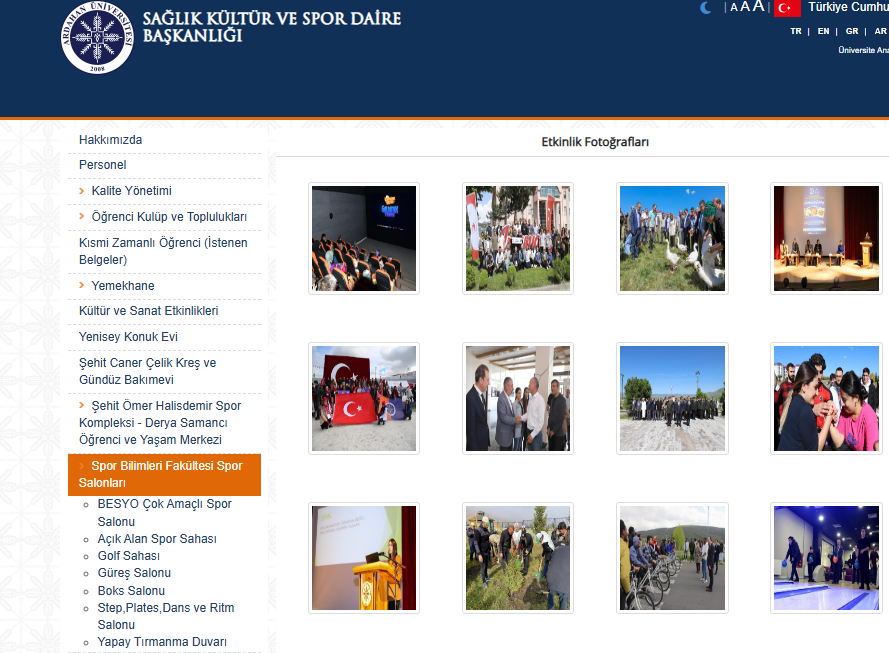 ARDAHAN ÜNİVERSİTESİ
2008
SAĞLIK KÜLTÜR VE SPOR DAİRE
BAŞKANLIĞI
| A A A |
Türkiye Cumhu
TR | EN | GR | AR
Üniversite Ana
Hakkımızda
Personel
Kalite Yönetimi
Öğrenci Kulüp ve Toplulukları
Kısmi Zamanlı Öğrenci (İstenen
Belgeler)
Yemekhane
Kültür ve Sanat Etkinlikleri
Yenisey Konuk Evi
Şehit Caner Çelik Kreş ve
Gündüz Bakımevi
Şehit Ömer Halisdemir Spor
Kompleksi - Derya Samancı
Öğrenci ve Yaşam Merkezi
Spor Bilimleri Fakültesi Spor
Salonları
BESYO Çok Amaçlı Spor
Salonu
Açık Alan Spor Sahası
Golf Sahası
Güreş Salonu
Boks Salonu
Step,Plates,Dans ve Ritm
Salonu
Yapay Tırmanma Duvarı
Etkinlik Fotoğrafları